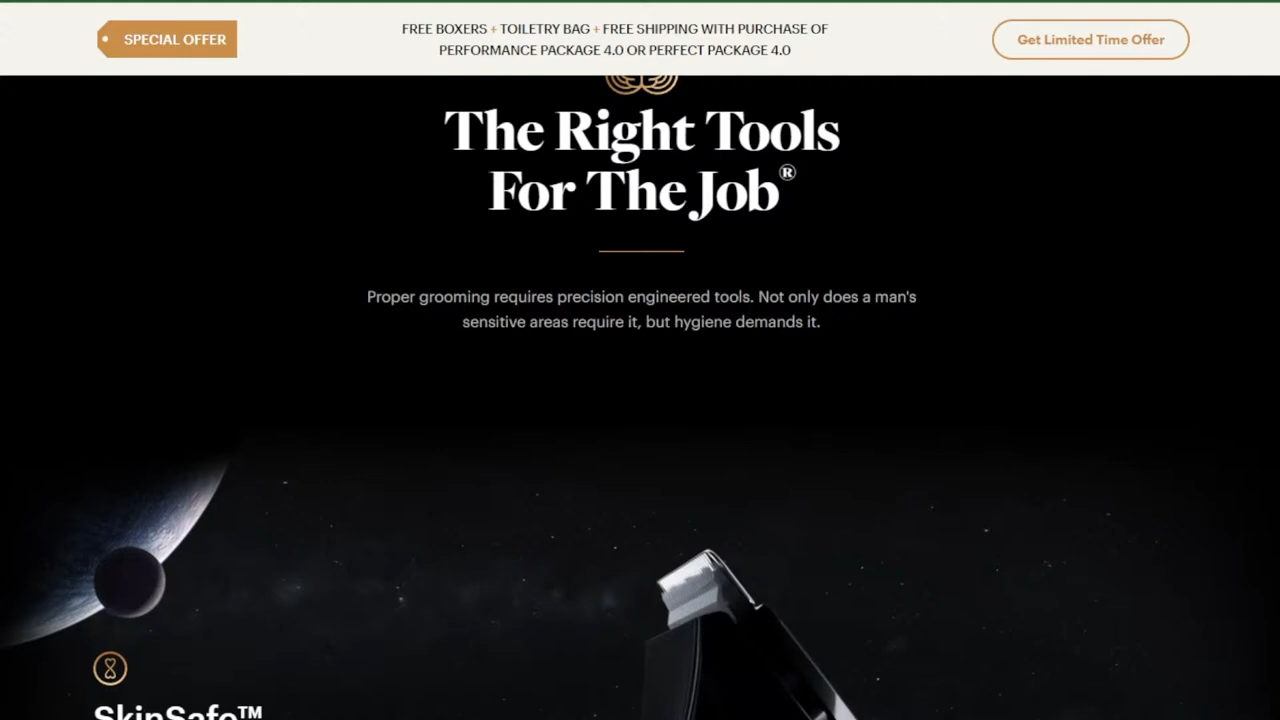 SPECIAL OFFER
FREE BOXERS + TOILETRY BAG + FREE SHIPPING WITH PURCHASE OF
PERFORMANCE PACKAGE 4.0 OR PERFECT PACKAGE 4.0
Get Limited Time Offer
The Right Tools
For The Job®
Proper grooming requires precision engineered tools. Not only does a man's
sensitive areas require it, but hygiene demands it.
SkinSafe™